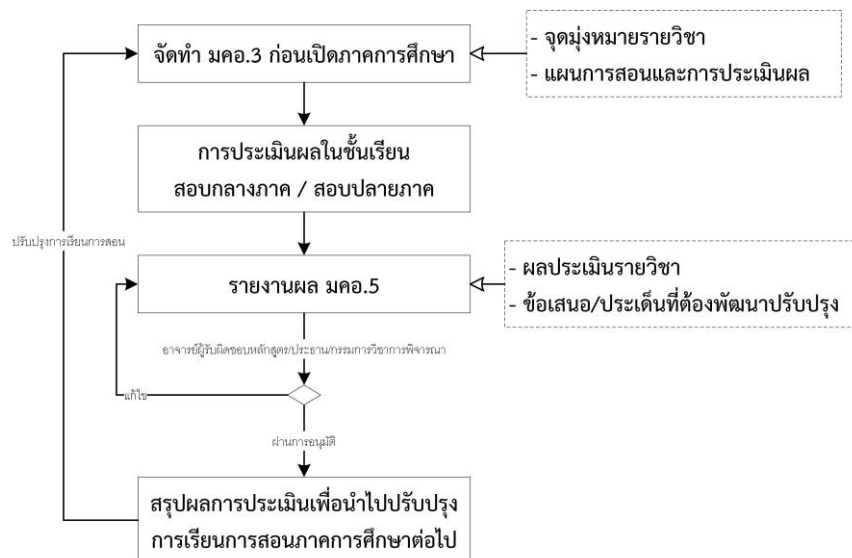 จัดทำ มคอ.3 ก่อนเปิดภาคการศึกษา
- จุดมุ่งหมายรายวิชา
- แผนการสอนและการประเมินผล
การประเมินผลในชั้นเรียน
สอบกลางภาค / สอบปลายภาค
ปรับปรุงการเรียนการสอน
รายงานผล มคอ.5
- ผลประเมินรายวิชา
- ข้อเสนอ/ประเด็นที่ต้องพัฒนาปรับปรุง
อาจารย์ผู้รับผิดชอบหลักสูตร/ประธาน/กรรมการวิชาการพิจารณา
แก้ไข
ผ่านการอนุมัติ
สรุปผลการประเมินเพื่อนำไปปรับปรุง
การเรียนการสอนภาคการศึกษาต่อไป